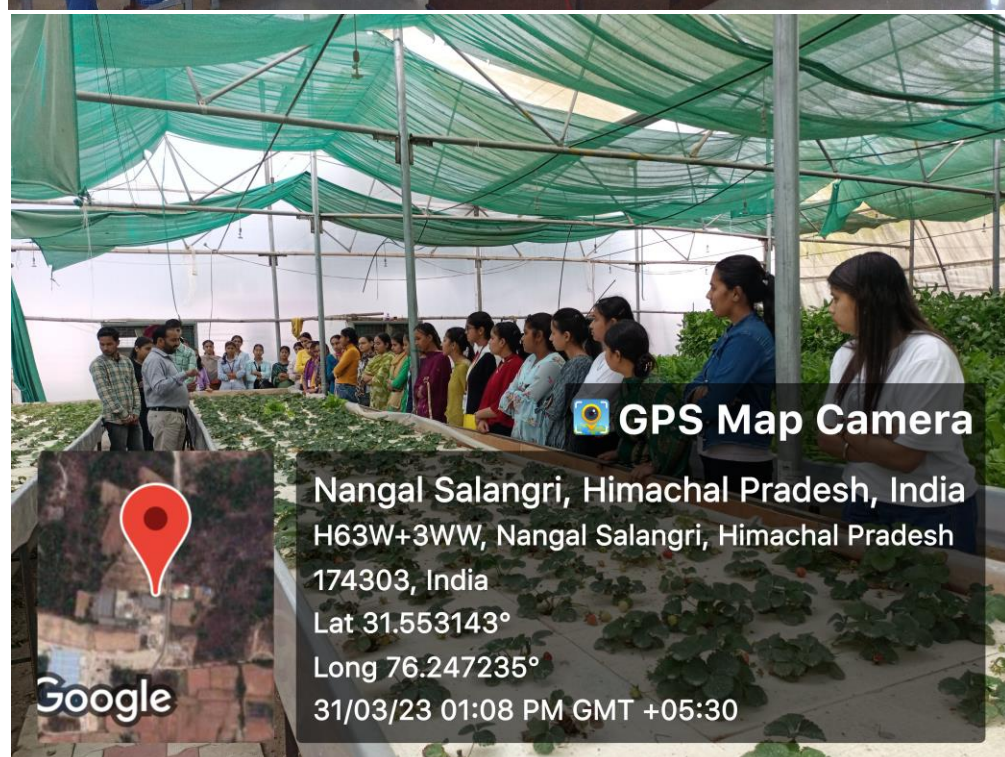 GPS Map Camera
Nangal Salangri, Himachal Pradesh, India
H63W+3WW, Nangal Salangri, Himachal Pradesh
174303, India
Lat 31.553143°
Long 76.247235°
31/03/23 01:08 PM GMT +05:30
Google